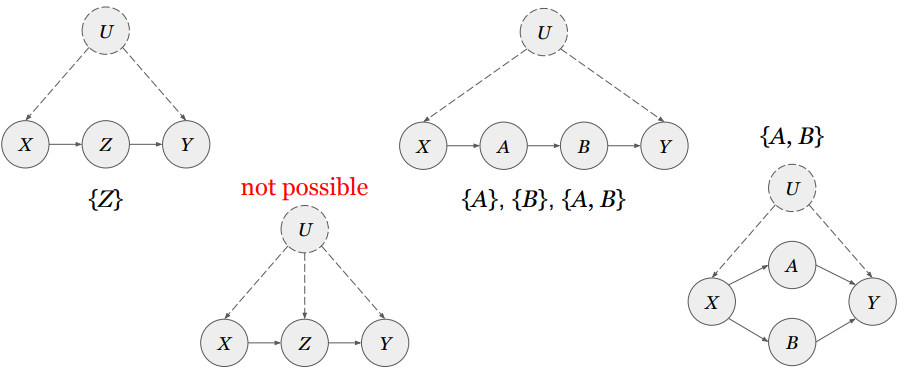 U
X Z Y
{Z}
U
X A B Y
{A}, {B}, {A, B}
not possible
U
X Z Y
{A, B}
U
A
X Y
B